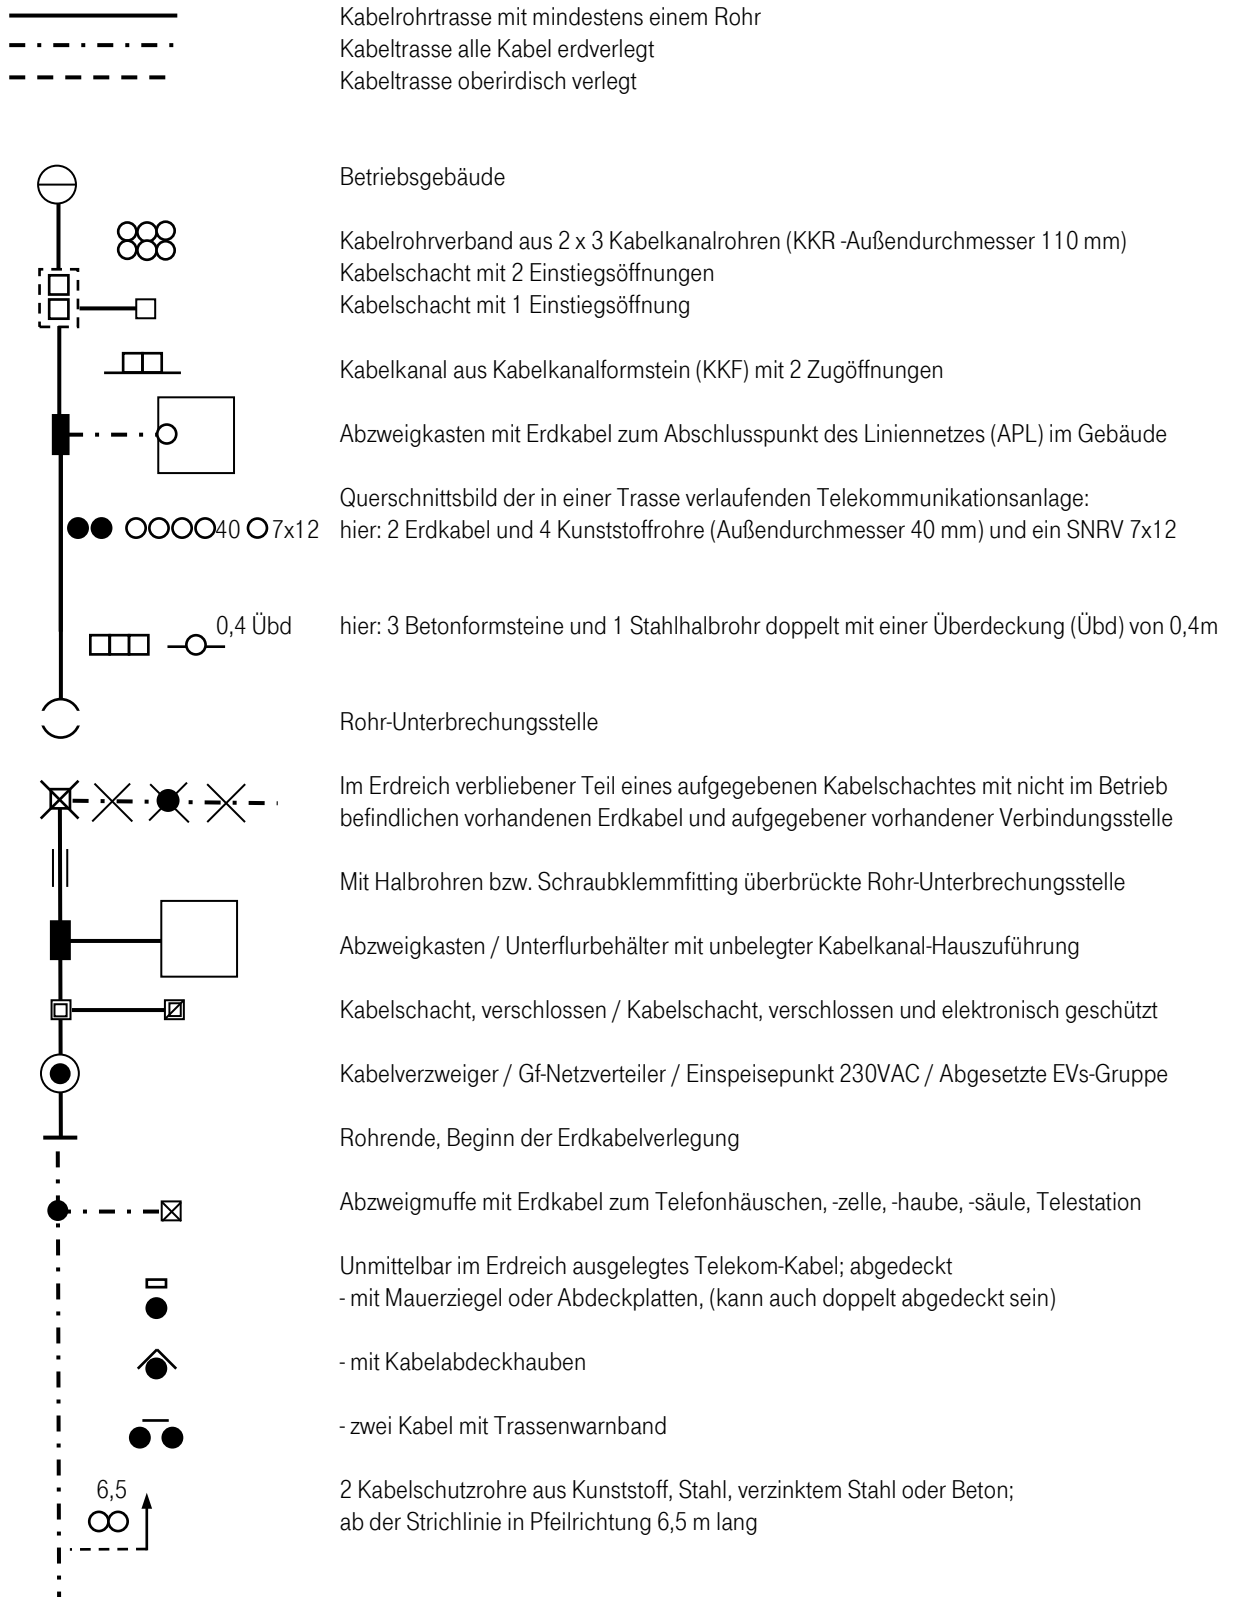 Kabelrohrtrasse mit mindestens einem Rohr
Kabeltrasse alle Kabel erdverlegt
Kabeltrasse oberirdisch verlegt
Betriebsgebäude
Kabelrohrverband aus 2 x 3 Kabelkanalrohren (KKR -Außendurchmesser 110 mm)
Kabelschacht mit 2 Einstiegsöffnungen
Kabelschacht mit 1 Einstiegsöffnung
Kabelkanal aus Kabelkanalformstein (KKF) mit 2 Zugöffnungen
Abzweigkasten mit Erdkabel zum Abschlusspunkt des Liniennetzes (APL) im Gebäude
Querschnittsbild der in einer Trasse verlaufenden Telekommunikationsanlage:
40 7x12 hier: 2 Erdkabel und 4 Kunststoffrohre (Außendurchmesser 40 mm) und ein SNRV 7x12
0,4 Übd hier: 3 Betonformsteine und 1 Stahlhalbrohr doppelt mit einer Überdeckung (Übd) von 0,4m
Rohr-Unterbrechungsstelle
Im Erdreich verbliebener Teil eines aufgegebenen Kabelschachtes mit nicht im Betrieb
befindlichen vorhandenen Erdkabel und aufgegebener vorhandener Verbindungsstelle
Mit Halbrohren bzw. Schraubklemmfitting überbrückte Rohr-Unterbrechungsstelle
Abzweigkasten / Unterflurbehälter mit unbelegter Kabelkanal-Hauszuführung
Kabelschacht, verschlossen / Kabelschacht, verschlossen und elektronisch geschützt
Kabelverzweiger / Gf-Netzverteiler / Einspeisepunkt 230VAC / Abgesetzte EVs-Gruppe
Rohrende, Beginn der Erdkabelverlegung
Abzweigmuffe mit Erdkabel zum Telefonhäuschen, -zelle, -haube, -säule, Telestation
Unmittelbar im Erdreich ausgelegtes Telekom-Kabel; abgedeckt
- mit Mauerziegel oder Abdeckplatten, (kann auch doppelt abgedeckt sein)
- mit Kabelabdeckhauben
- zwei Kabel mit Trassenwarnband
6,5 2 Kabelschutzrohre aus Kunststoff, Stahl, verzinktem Stahl oder Beton;
ab der Strichlinie in Pfeilrichtung 6,5 m lang